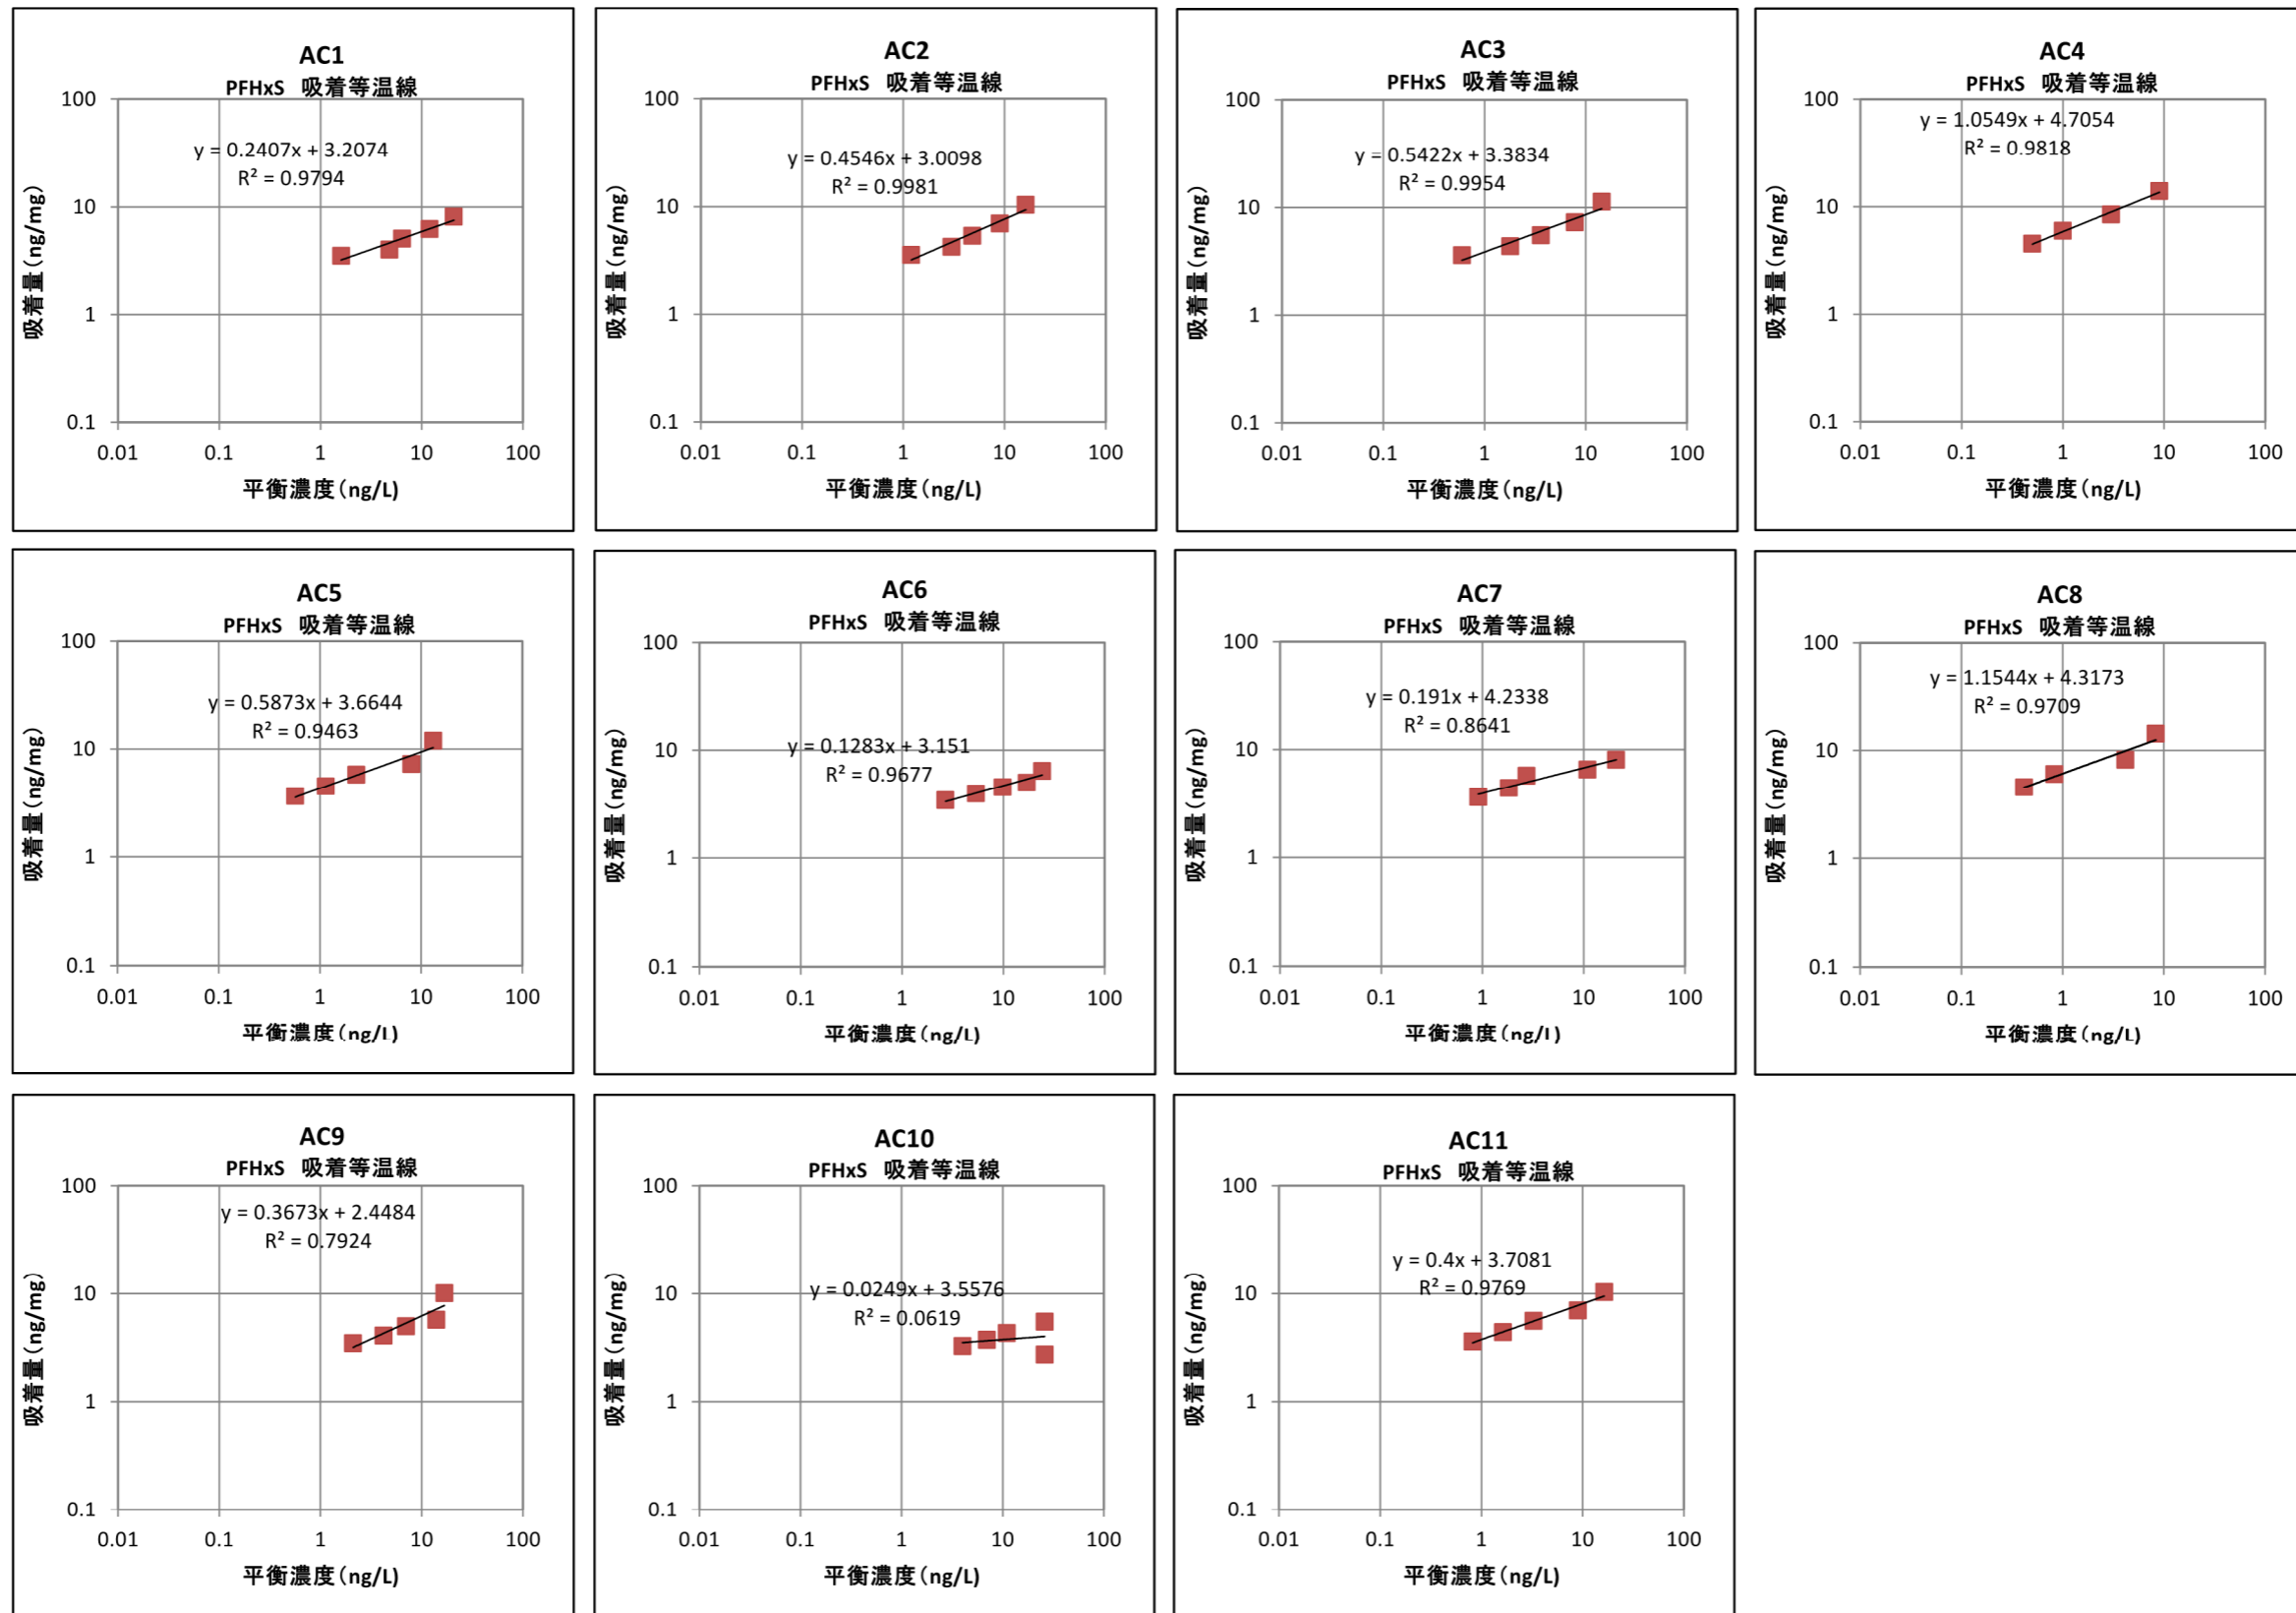 AC1
PFHxS 吸着等温線
y = 0.2407x + 3.2074
R² = 0.9794
吸着量(ng/mg)
100
10
1
0.1
0.01 0.1 1 10 100
平衡濃度(ng/L)
AC2
PFHxS 吸着等温線
y = 0.4546x + 3.0098
R² = 0.9981
吸着量(ng/mg)
100
10
1
0.1
0.01 0.1 1 10 100
平衡濃度(ng/L)
AC3
PFHxS 吸着等温線
y = 0.5422x + 3.3834
R² = 0.9954
吸着量(ng/mg)
100
10
1
0.1
0.01 0.1 1 10 100
平衡濃度(ng/L)
AC4
PFHxS 吸着等温線
y = 1.0549x + 4.7054
R² = 0.9818
吸着量(ng/mg)
100
10
1
0.1
0.01 0.1 1 10 100
平衡濃度(ng/L)
AC5
PFHxS 吸着等温線
y = 0.5873x + 3.6644
R² = 0.9463
吸着量(ng/mg)
100
10
1
0.1
0.01 0.1 1 10 100
平衡濃度(ng/L)
AC6
PFHxS 吸着等温線
y = 0.1283x + 3.151
R² = 0.9677
吸着量(ng/mg)
100
10
1
0.1
0.01 0.1 1 10 100
平衡濃度(ng/L)
AC7
PFHxS 吸着等温線
y = 0.191x + 4.2338
R² = 0.8641
吸着量(ng/mg)
100
10
1
0.1
0.01 0.1 1 10 100
平衡濃度(ng/L)
AC8
PFHxS 吸着等温線
y = 1.1544x + 4.3173
R² = 0.9709
吸着量(ng/mg)
100
10
1
0.1
0.01 0.1 1 10 100
平衡濃度(ng/L)
AC9
PFHxS 吸着等温線
y = 0.3673x + 2.4484
R² = 0.7924
吸着量(ng/mg)
100
10
1
0.1
0.01 0.1 1 10 100
平衡濃度(ng/L)
AC10
PFHxS 吸着等温線
y = 0.0249x + 3.5576
R² = 0.0619
吸着量(ng/mg)
100
10
1
0.1
0.01 0.1 1 10 100
平衡濃度(ng/L)
AC11
PFHxS 吸着等温線
y = 0.4x + 3.7081
R² = 0.9769
吸着量(ng/mg)
100
10
1
0.1
0.01 0.1 1 10 100
平衡濃度(ng/L)